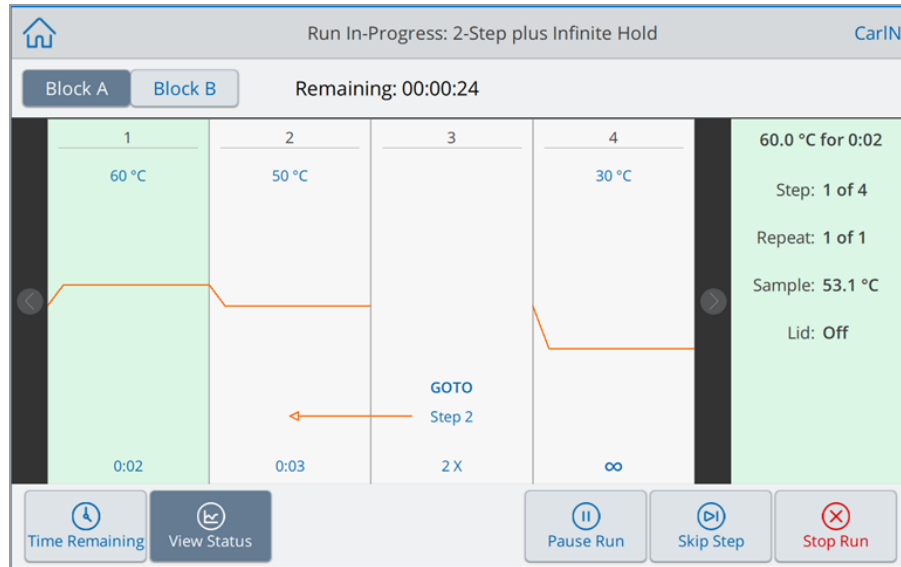 Run In-Progress: 2-Step plus Infinite Hold
CarlN
Block A
Block B
Remaining: 00:00:24
1
2
3
4
60 °C
50 °C
30 °C
GOTO
Step 2
0:02
0:03
2 X
∞
60.0 °C for 0:02
Step: 1 of 4
Repeat: 1 of 1
Sample: 53.1 °C
Lid: Off
Time Remaining
View Status
Pause Run
Skip Step
Stop Run